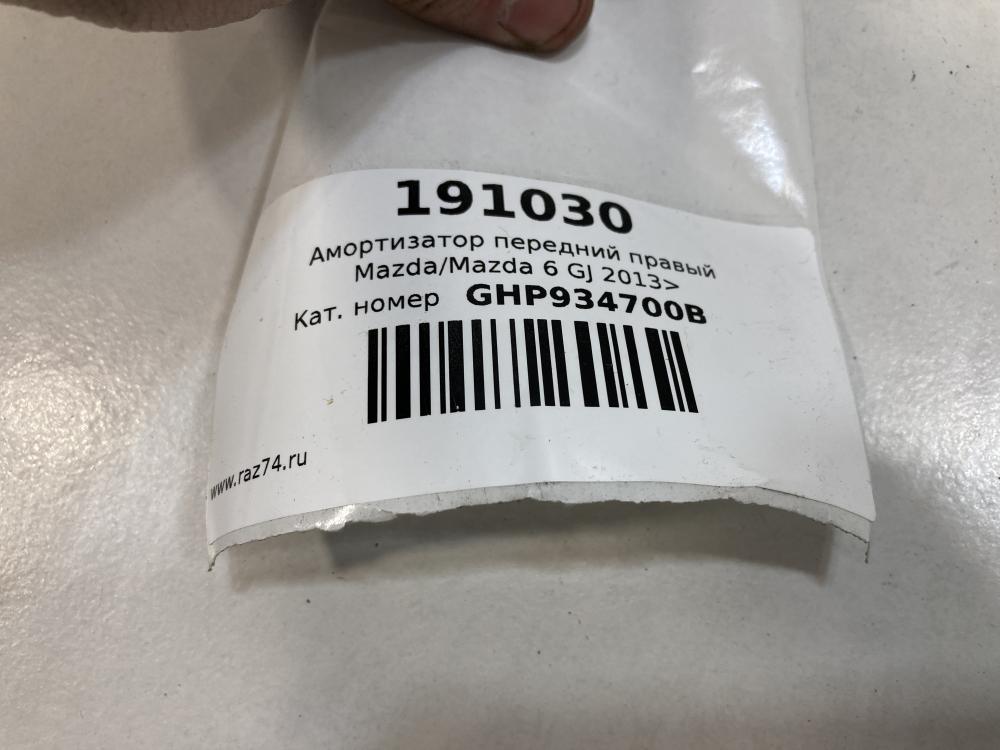 191030
Амортизатор передний правый
Mazda/Mazda 6 GJ 2013>
Кат. номер GHP934700B
www.raz74.ru